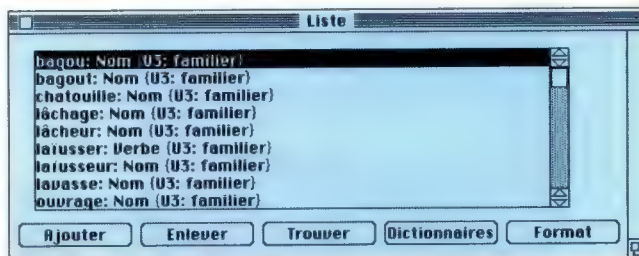 Liste
bagou: Nom {U3: familier}
bagout: Nom {U3: familier}
chatouille: Nom {U3: familier}
lâchage: Nom {U3: familier}
lâcheur: Nom {U3: familier}
laïusser: Verbe {U3: familier}
laïusseur: Nom {U3: familier}
lavasse: Nom {U3: familier}
ouvrage: Nom {U3: familier}
Ajouter Enlever Trouver Dictionnaires Format